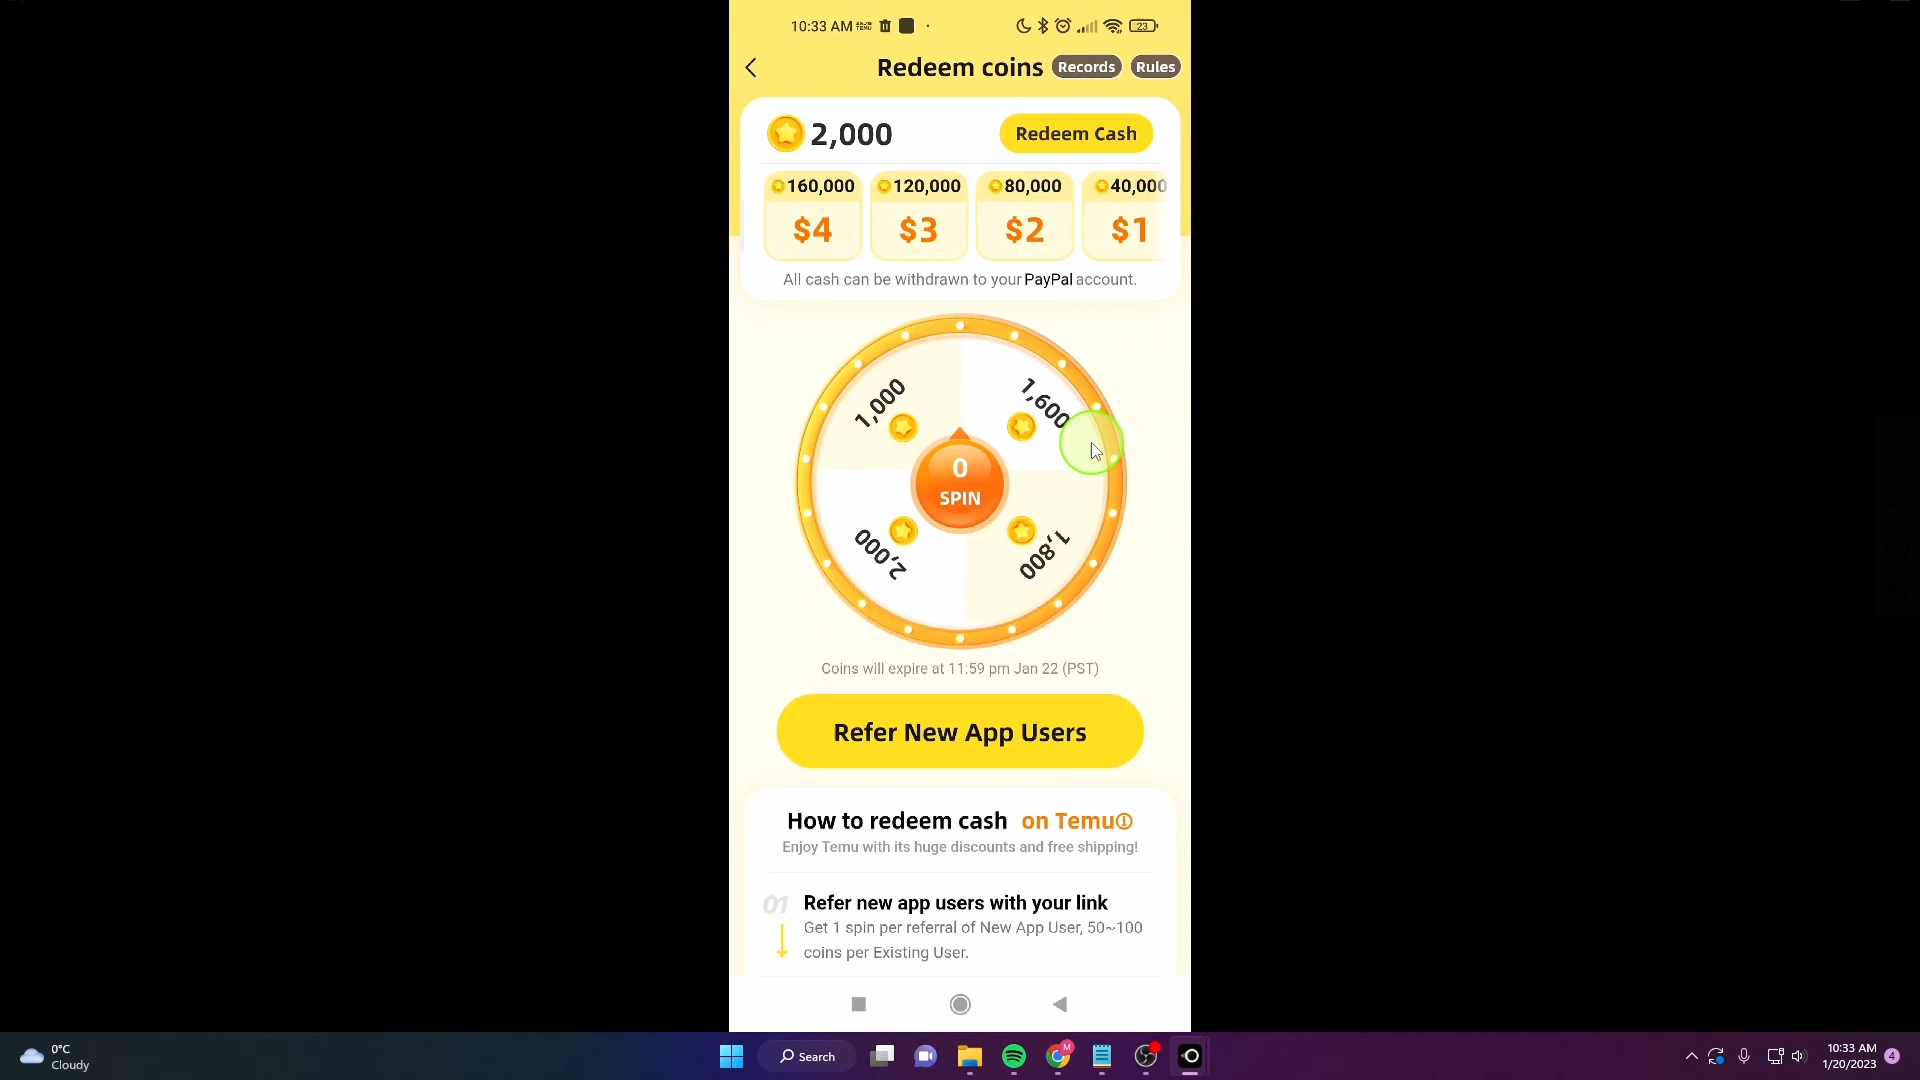 10:33 AM
23
Redeem coins
Records
Rules
2,000
Redeem Cash
160,000
120,000
80,000
40,000
$4
$3
$2
$1
All cash can be withdrawn to your PayPal account.
1,000
1,600
0
SPIN
2,000
1,800
Coins will expire at 11:59 pm Jan 22 (PST)
Refer New App Users
How to redeem cash on Temu
Enjoy Temu with its huge discounts and free shipping!
01
Refer new app users with your link
Get 1 spin per referral of New App User, 50~100
coins per Existing User.
0°C
Cloudy
Search
M
10:33 AM
1/20/2023
4